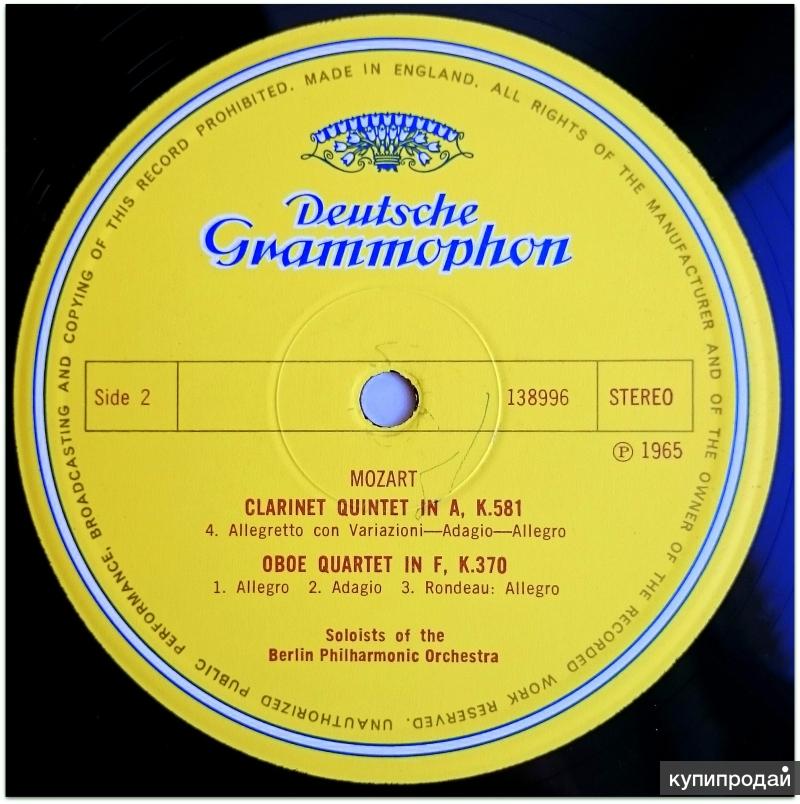 MADE IN ENGLAND. ALL RIGHTS OF THE MANUFACTURER AND OF THE OWNER OF THE RECORDED WORK RESERVED. UNAUTHORIZED PUBLIC PERFORMANCE, BROADCASTING AND COPYING OF THIS RECORD PROHIBITED.
Deutsche
Grammophon
Side 2 138996 STEREO
℗ 1965
MOZART
CLARINET QUINTET IN A, K.581
4. Allegretto con Variazioni—Adagio—Allegro
OBOE QUARTET IN F, K.370
1. Allegro 2. Adagio 3. Rondeau: Allegro
Soloists of the
Berlin Philharmonic Orchestra
купипродай